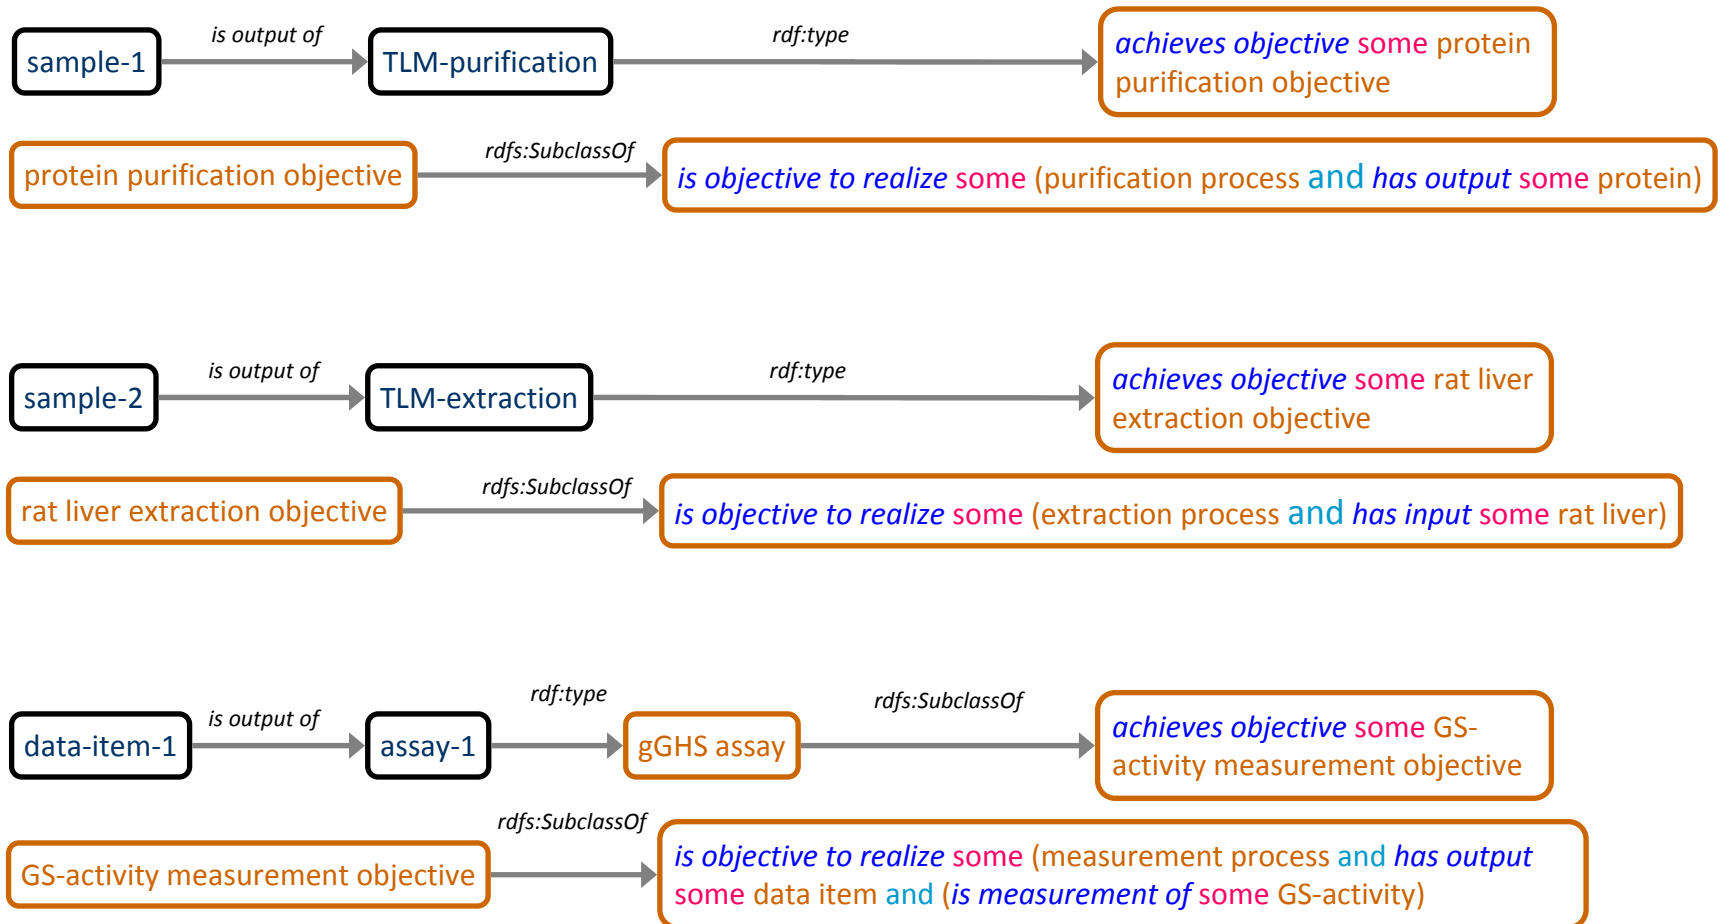 is output of
rdf:type
sample-1
TLM-purification
achieves objective some protein
purification objective
rdfs:SubclassOf
protein purification objective
is objective to realize some (purification process and has output some protein)
is output of
rdf:type
sample-2
TLM-extraction
achieves objective some rat liver
extraction objective
rdfs:SubclassOf
rat liver extraction objective
is objective to realize some (extraction process and has input some rat liver)
is output of
rdf:type
rdfs:SubclassOf
data-item-1
assay-1
gGHS assay
achieves objective some GS-
activity measurement objective
rdfs:SubclassOf
GS-activity measurement objective
is objective to realize some (measurement process and has output
some data item and (is measurement of some GS-activity)